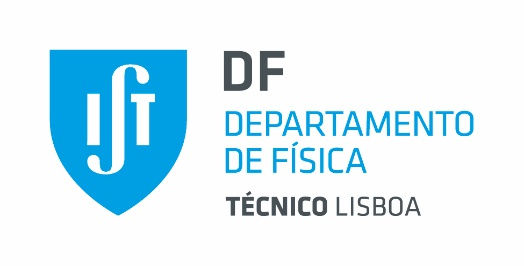 IST
DF
DEPARTAMENTO
DE FÍSICA
TÉCNICO LISBOA